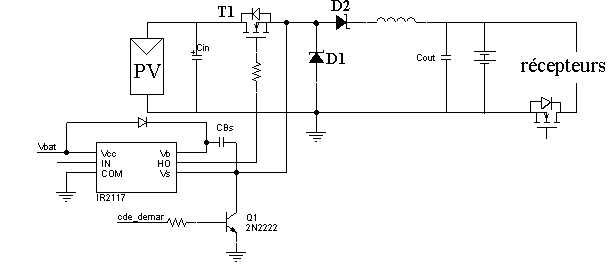 T1
D2
Cin
PV
D1
Cout
récepteurs
CBs
Vbat
Vcc
Vb
IN
HO
COM
Vs
IR2117
cde_demar
Q1
2N2222